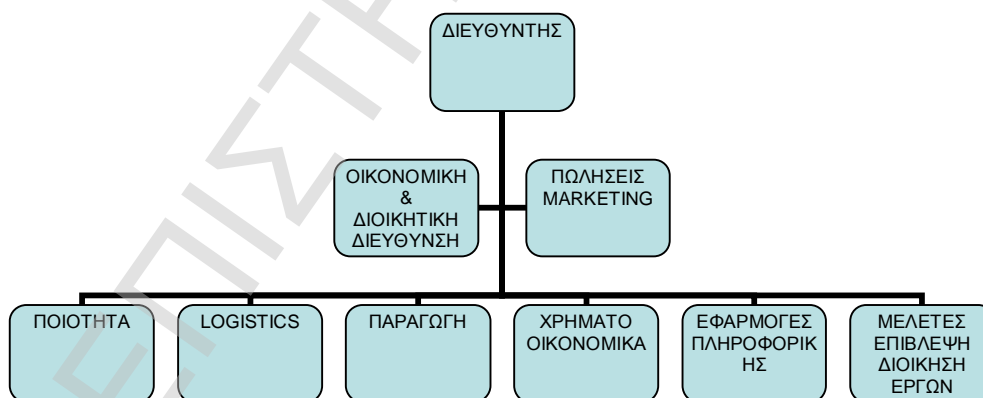 ΔΙΕΥΘΥΝΤΗΣ
ΟΙΚΟΝΟΜΙΚΗ
&
ΔΙΟΙΚΗΤΙΚΗ
ΔΙΕΥΘΥΝΣΗ
ΠΩΛΗΣΕΙΣ
MARKETING
ΠΟΙΟΤΗΤΑ
LOGISTICS
ΠΑΡΑΓΩΓΗ
ΧΡΗΜΑΤΟ
ΟΙΚΟΝΟΜΙΚΑ
ΕΦΑΡΜΟΓΕΣ
ΠΛΗΡΟΦΟΡΙΚ
ΗΣ
ΜΕΛΕΤΕΣ
ΕΠΙΒΛΕΨΗ
ΔΙΟΙΚΗΣΗ
ΕΡΓΩΝ